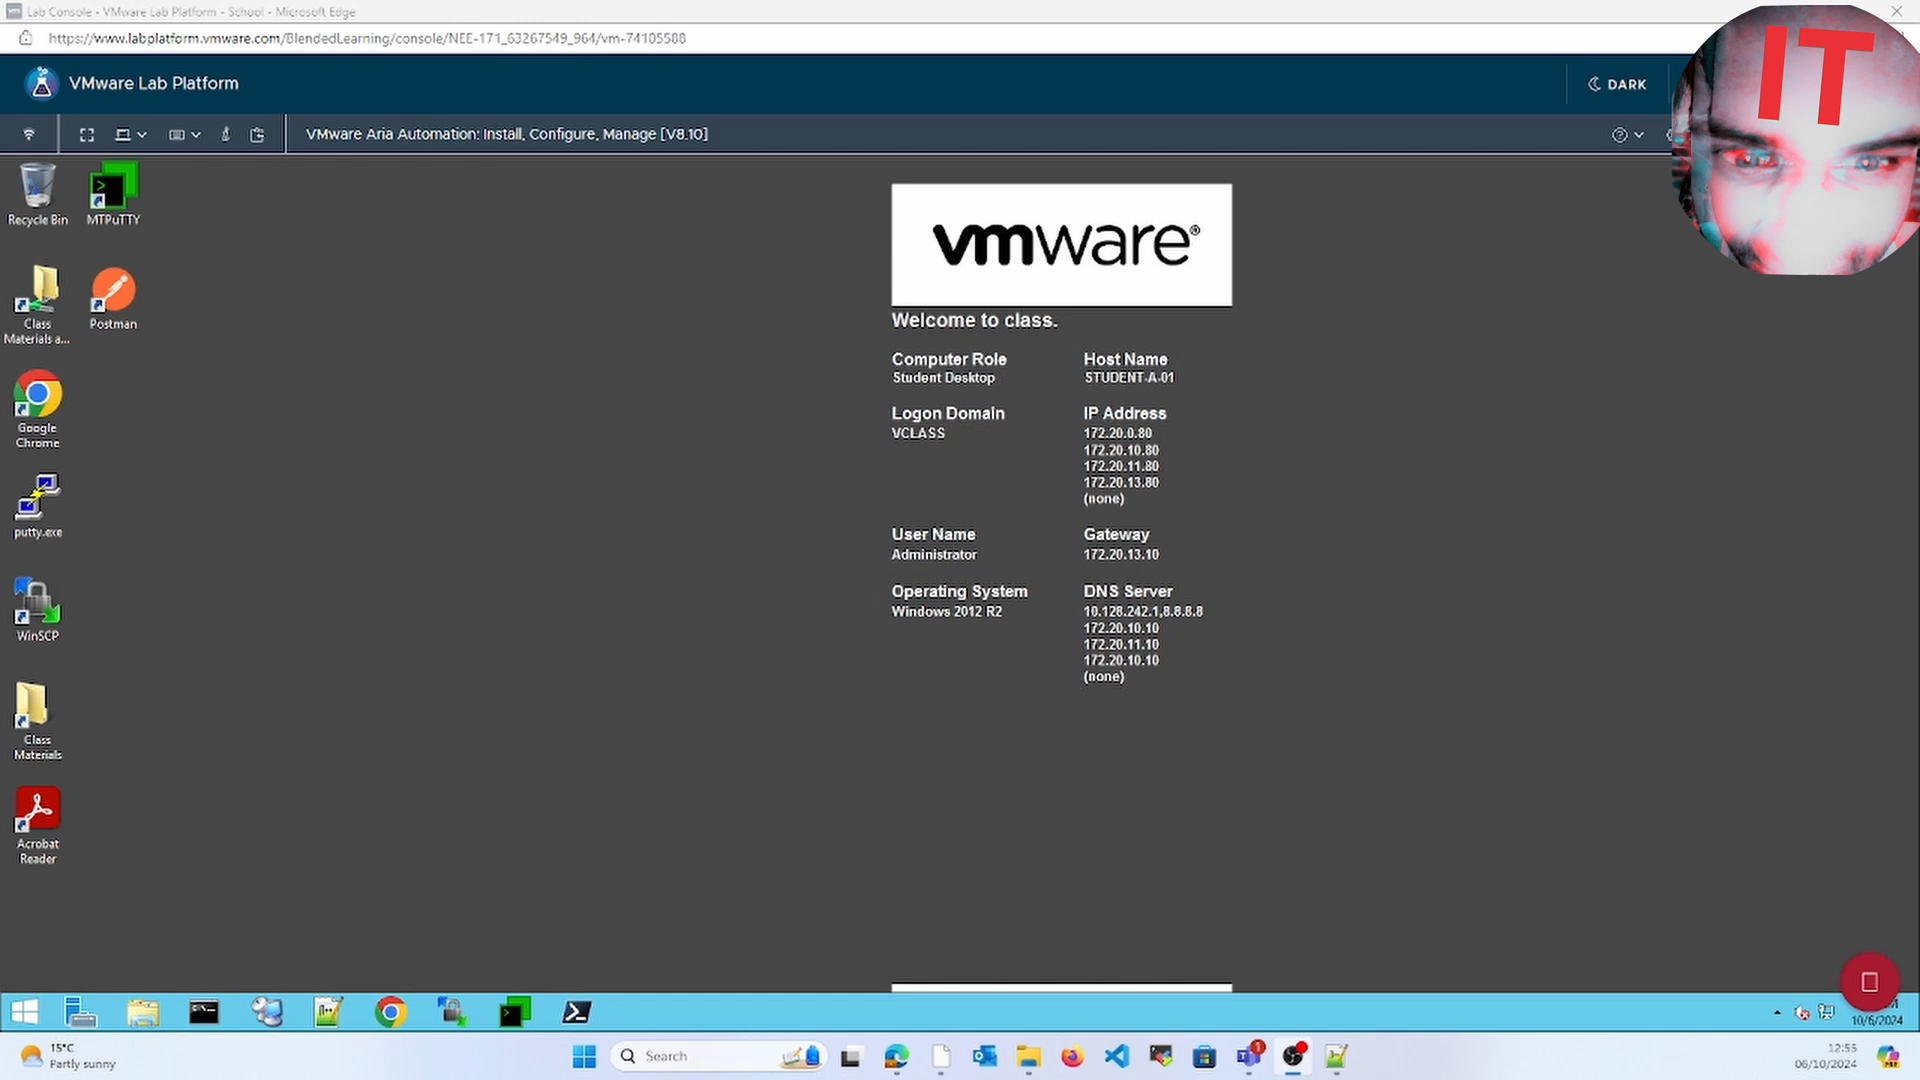 Lab Console - VMware Lab Platform - School - Microsoft Edge
https://www.labplatform.vmware.com/BlendedLearning/console/NEE-171_63267549_964/vm-74105588
VMware Lab Platform
DARK
IT
VMware Aria Automation: Install, Configure, Manage [V8.10]
Recycle Bin
MTPuTTY
Class
Materials a...
Postman
Google
Chrome
putty.exe
WinSCP
Class
Materials
Acrobat
Reader
vmware®
Welcome to class.
Computer Role
Student Desktop
Host Name
STUDENT-A-01
Logon Domain
VCLASS
IP Address
172.20.0.80
172.20.10.80
172.20.11.80
172.20.13.80
(none)
User Name
Administrator
Gateway
172.20.13.10
Operating System
Windows 2012 R2
DNS Server
10.128.242.1,8.8.8.8
172.20.10.10
172.20.11.10
172.20.10.10
(none)
10/6/2024
15°C
Partly sunny
Search
1
12:55
06/10/2024